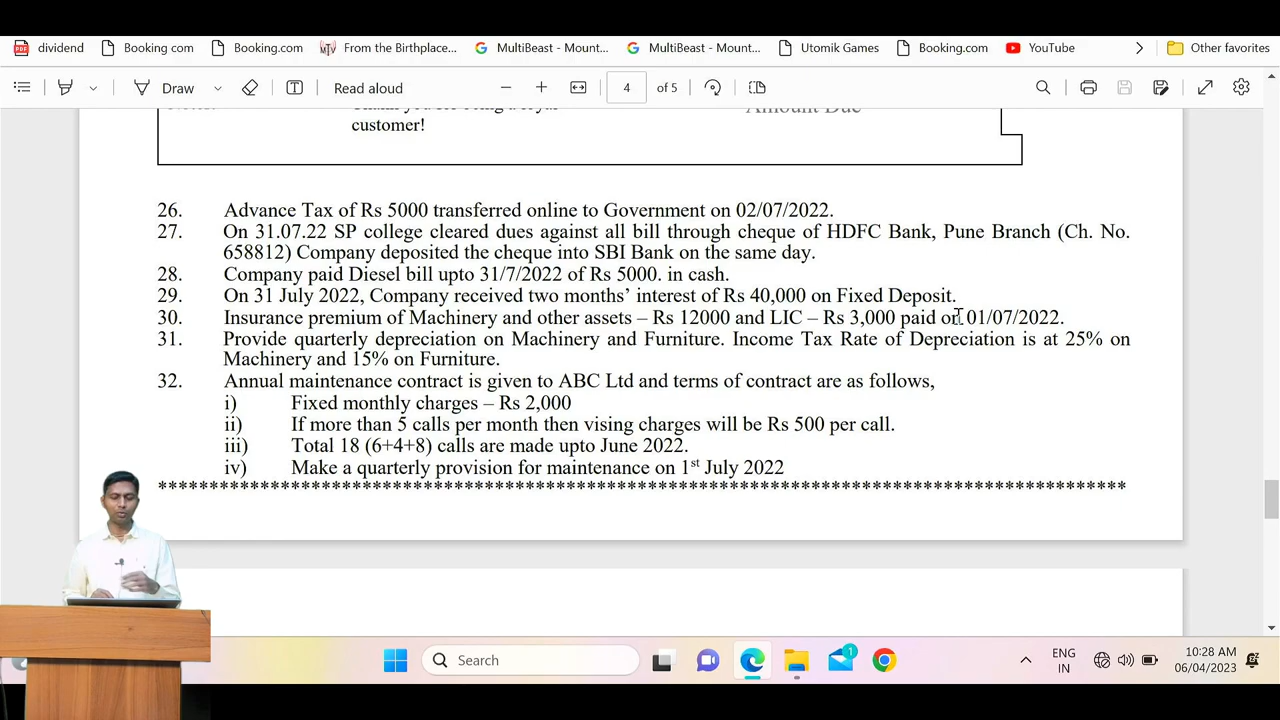 dividend Booking com Booking.com From the Birthplace... MultiBeast - Mount... MultiBeast - Mount... Utomik Games Booking.com YouTube Other favorites
Draw Read aloud 4 of 5
Thank you for being a loyal Amount Due
customer!
26. Advance Tax of Rs 5000 transferred online to Government on 02/07/2022.
27. On 31.07.22 SP college cleared dues against all bill through cheque of HDFC Bank, Pune Branch (Ch. No.
658812) Company deposited the cheque into SBI Bank on the same day.
28. Company paid Diesel bill upto 31/7/2022 of Rs 5000. in cash.
29. On 31 July 2022, Company received two months’ interest of Rs 40,000 on Fixed Deposit.
30. Insurance premium of Machinery and other assets – Rs 12000 and LIC – Rs 3,000 paid on 01/07/2022.
31. Provide quarterly depreciation on Machinery and Furniture. Income Tax Rate of Depreciation is at 25% on
Machinery and 15% on Furniture.
32. Annual maintenance contract is given to ABC Ltd and terms of contract are as follows,
i) Fixed monthly charges – Rs 2,000
ii) If more than 5 calls per month then vising charges will be Rs 500 per call.
iii) Total 18 (6+4+8) calls are made upto June 2022.
iv) Make a quarterly provision for maintenance on 1st July 2022
******************************************************************************************
Search 1 ENG 10:28 AM
IN 06/04/2023